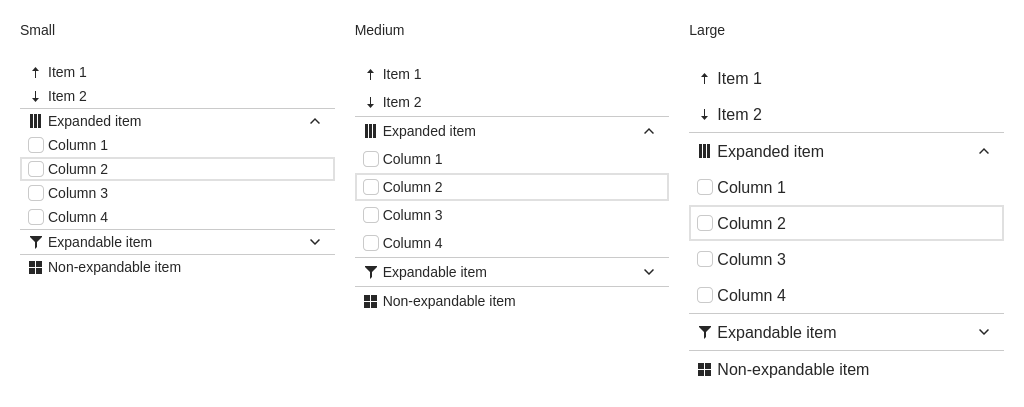 Small
Item 1
Item 2
Expanded item
Column 1
Column 2
Column 3
Column 4
Expandable item
Non-expandable item
Medium
Item 1
Item 2
Expanded item
Column 1
Column 2
Column 3
Column 4
Expandable item
Non-expandable item
Large
Item 1
Item 2
Expanded item
Column 1
Column 2
Column 3
Column 4
Expandable item
Non-expandable item